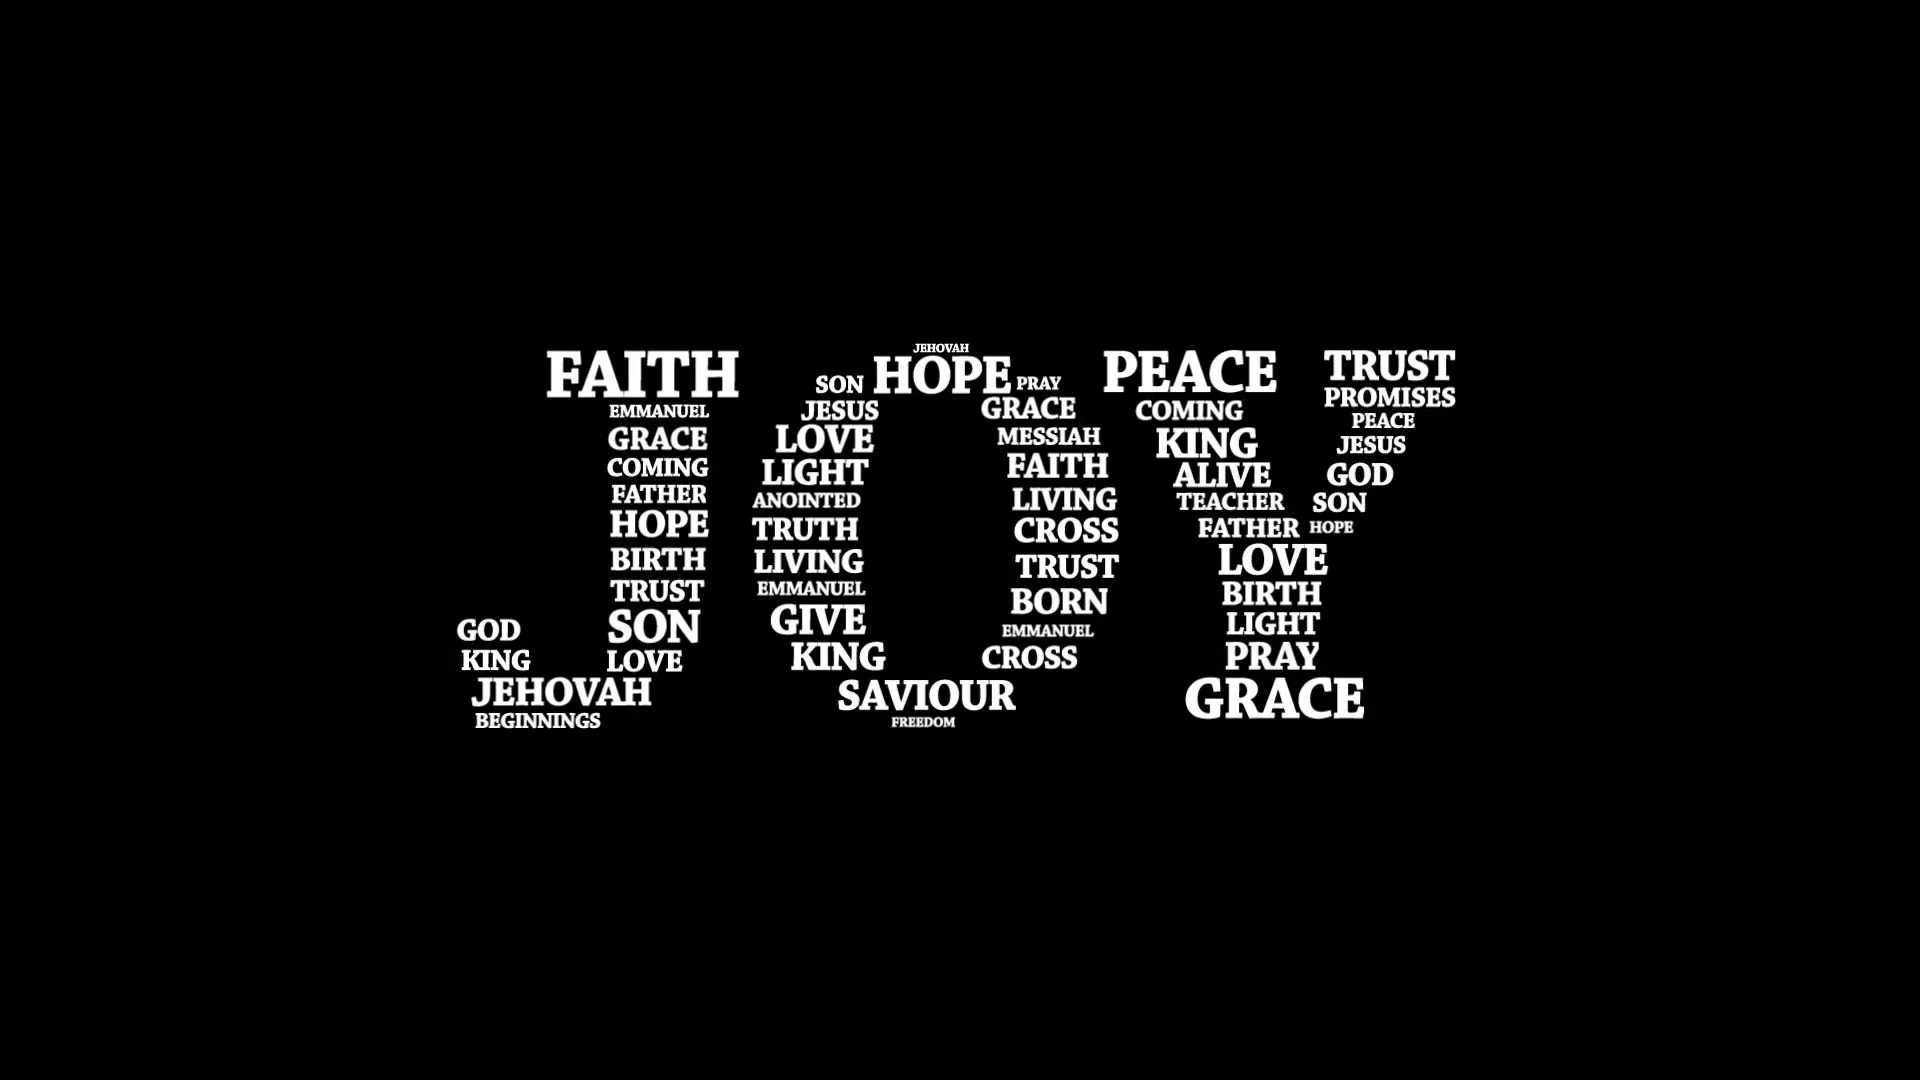 FAITH
EMMANUEL
GRACE
COMING
FATHER
HOPE
BIRTH
TRUST
GOD SON
KING LOVE
JEHOVAH
BEGINNINGS
JEHOVAH
SON HOPE PRAY
JESUS GRACE
LOVE MESSIAH
LIGHT FAITH
ANOINTED LIVING
TRUTH CROSS
LIVING TRUST
EMMANUEL BORN
GIVE EMMANUEL
KING CROSS
SAVIOUR
FREEDOM
PEACE TRUST
COMING PROMISES
PEACE
KING JESUS
ALIVE GOD
TEACHER SON
FATHER HOPE
LOVE
BIRTH
LIGHT
PRAY
GRACE